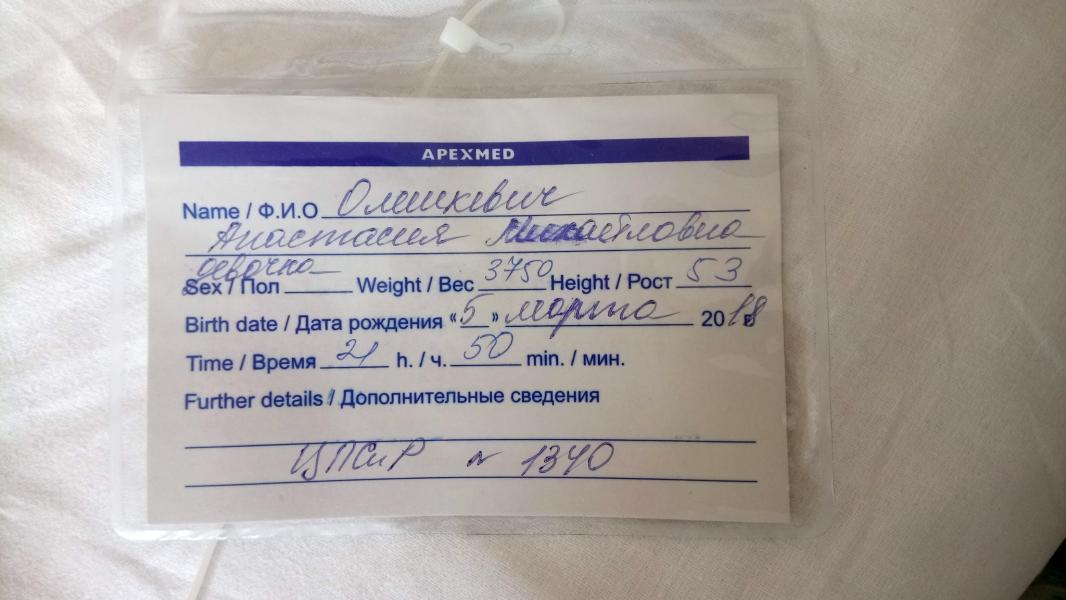 APEXMED
Name / Ф.И.О Олешкевич
Анастасия Михайловна
девочка
Sex / Пол Weight / Вес 3750 Height / Рост 53
Birth date / Дата рождения «5» марта 2018 г
Time / Время 21 h. / ч. 50 min. / мин.
Further details / Дополнительные сведения
ЦПСиР № 1340